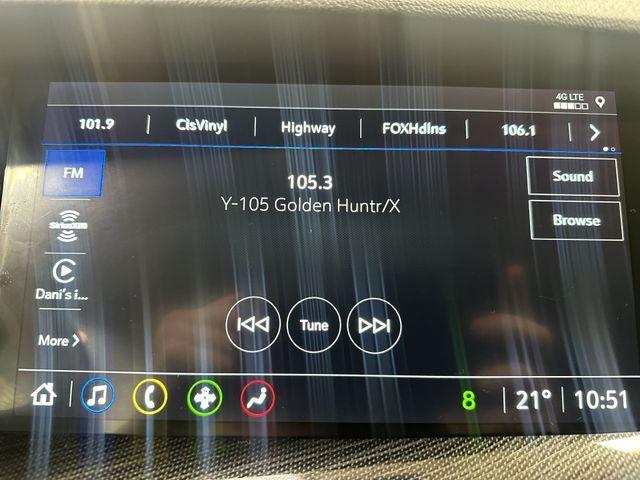 4G LTE
101.9 ClsVinyl Highway FOXHdlns 106.1
FM
105.3
Y-105 Golden Huntr/X
Sound
SiriusXM
Browse
Dani's i...
Tune
More
8 21° 10:51